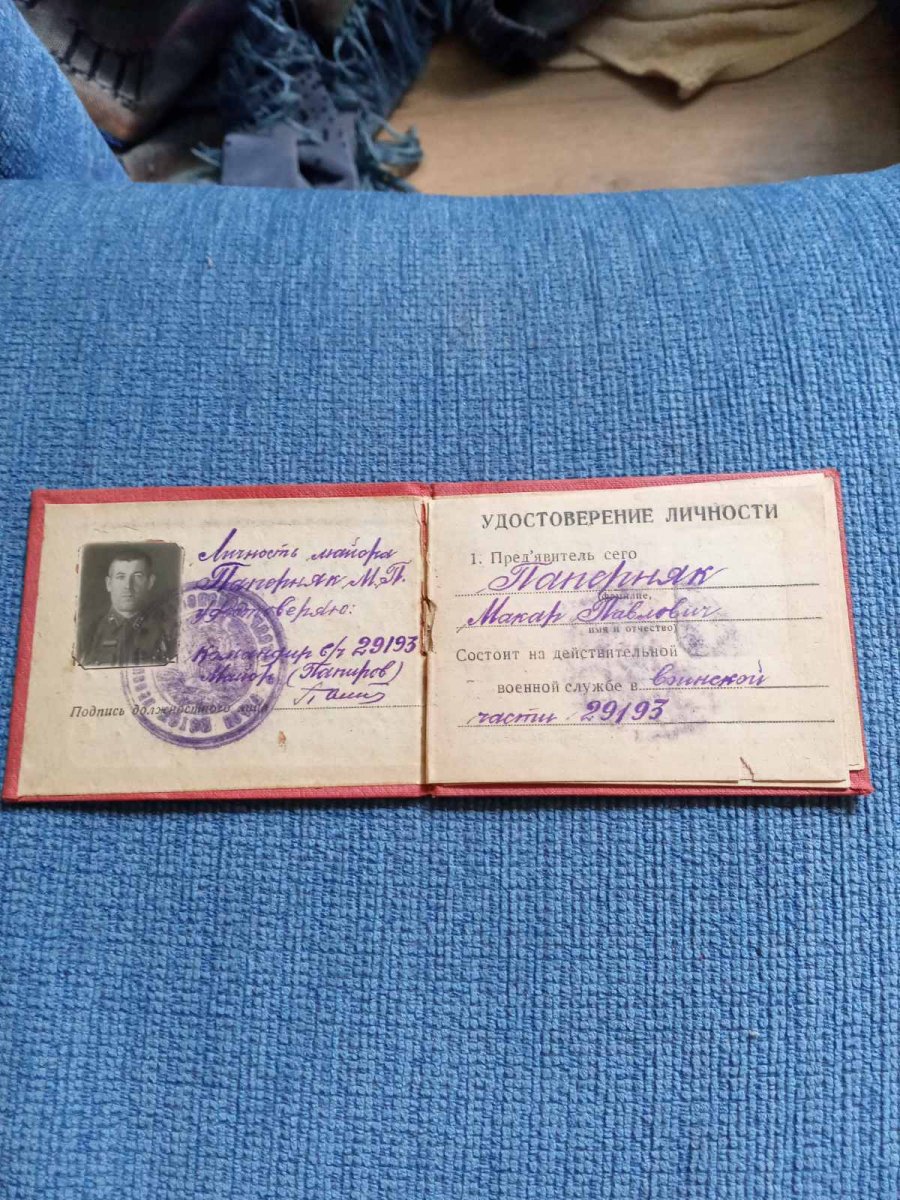 Личность майора
Паперняк М.П.
удостоверяю:
Командир в/ч 29193
Майор (Папиров)
Подпись должностного лица
УДОСТОВЕРЕНИЕ ЛИЧНОСТИ
1. Пред'явитель сего
Паперняк
(фамилия,
Макар Павлович
имя и отчество)
Состоит на действительной
военной службе в воинской
части 29193